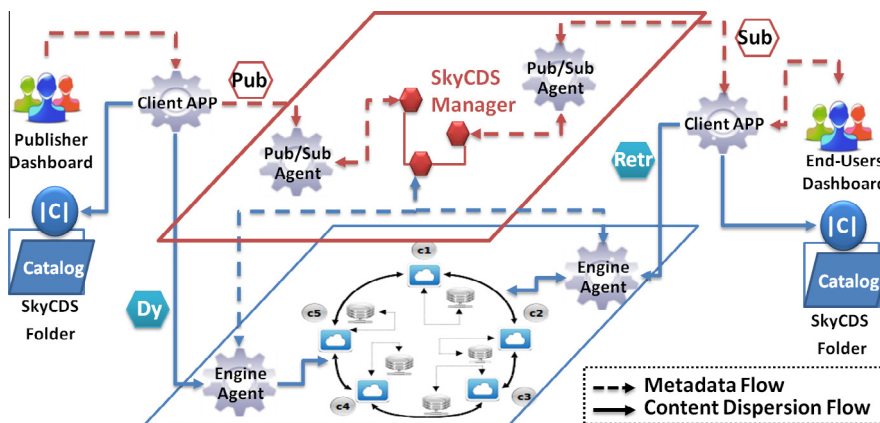 Pub
Sub
SkyCDS
Manager
Pub/Sub
Agent
Client APP
Client APP
Publisher
Dashboard
Pub/Sub
Agent
Retr
End-Users
Dashboard
|C|
|C|
Catalog
Catalog
SkyCDS
Folder
SkyCDS
Folder
Dy
c1
Engine
Agent
c2
c5
Engine
Agent
c4
c3
Metadata Flow
Content Dispersion Flow